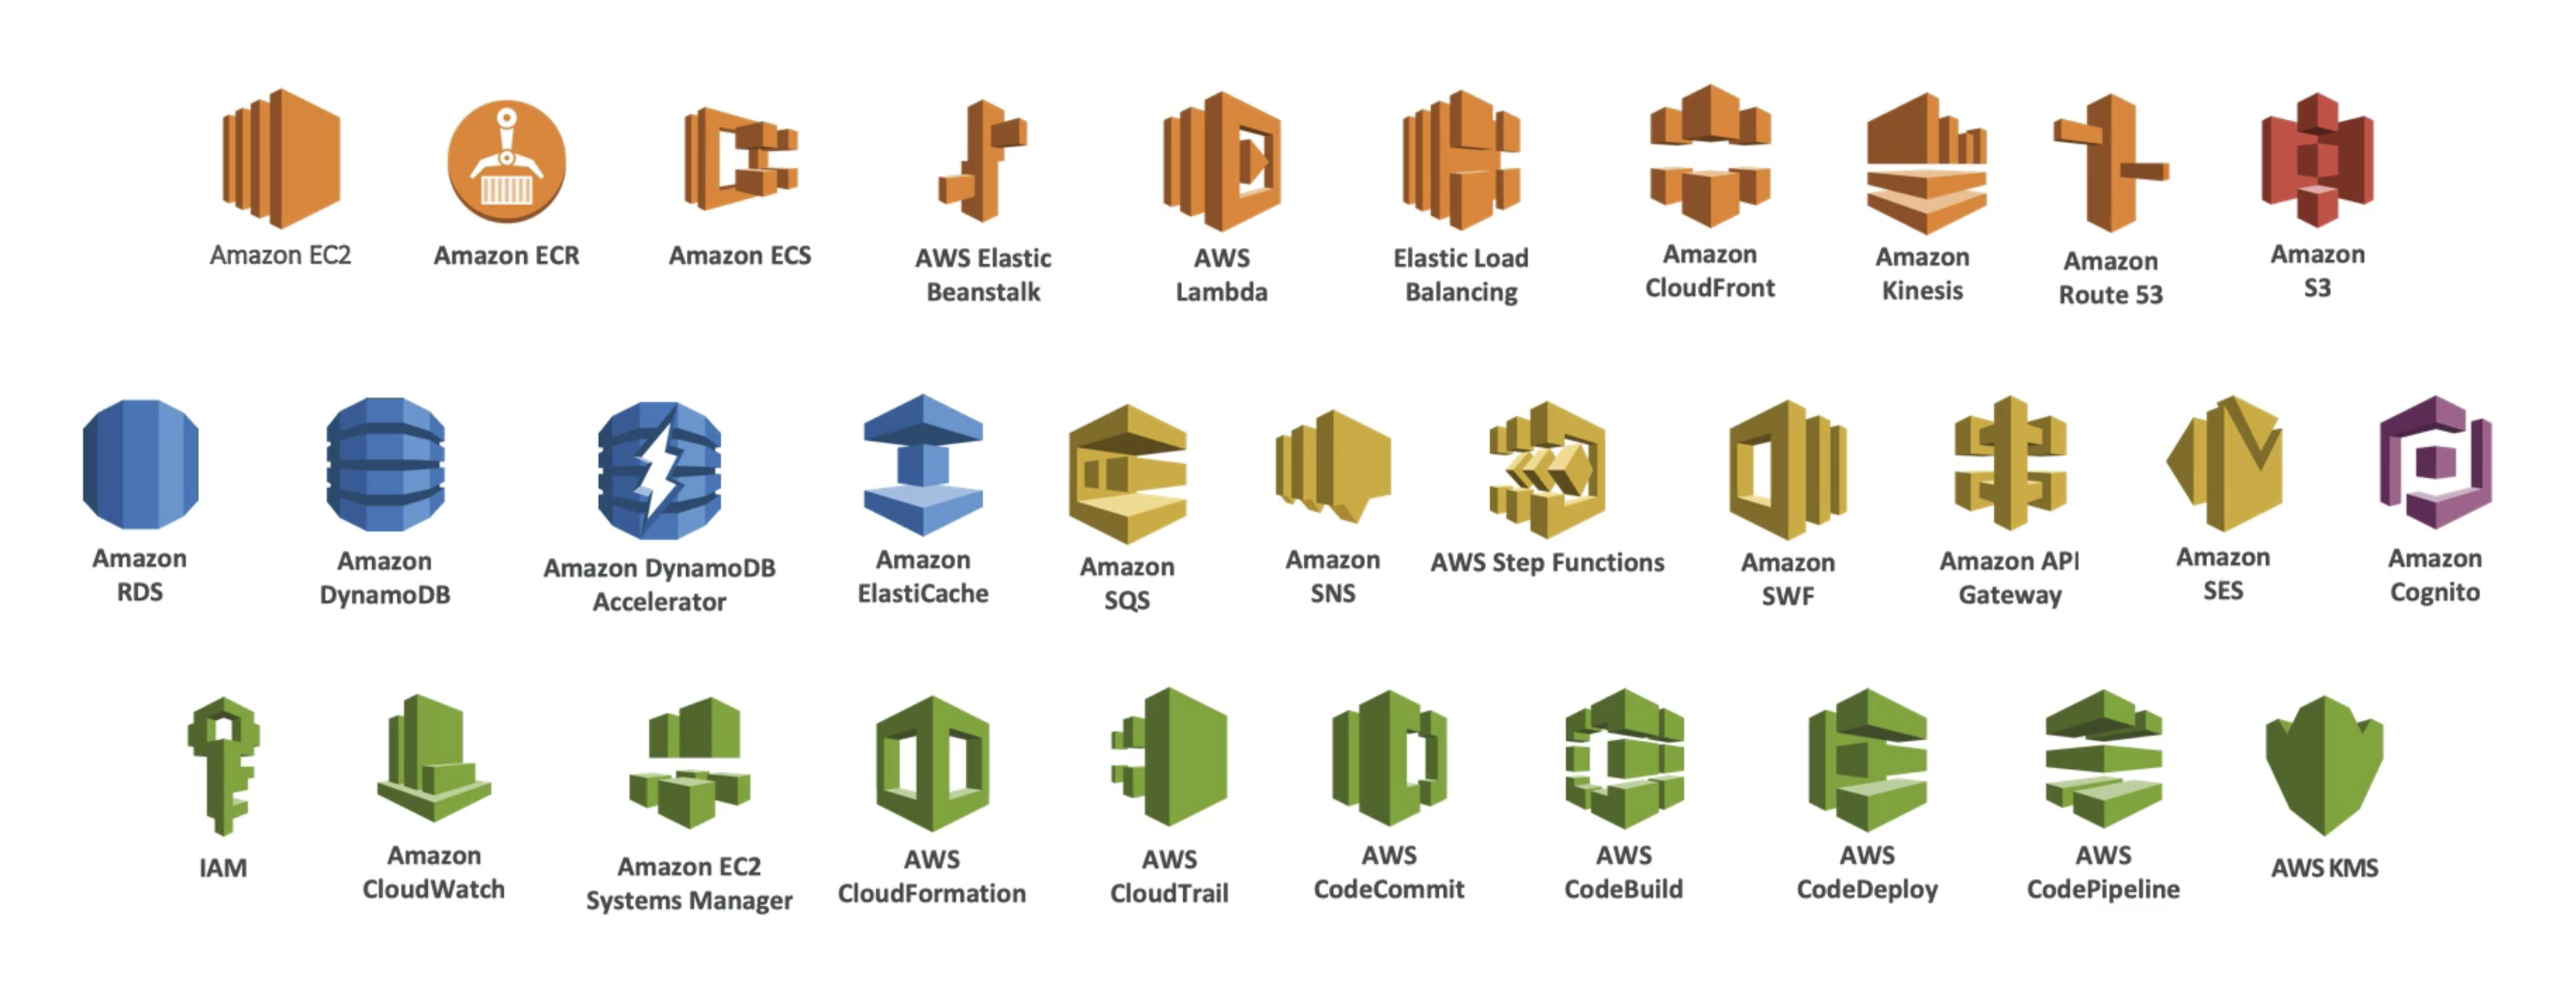 Amazon EC2
Amazon ECR
Amazon ECS
AWS Elastic
Beanstalk
AWS
Lambda
Elastic Load
Balancing
Amazon
CloudFront
Amazon
Kinesis
Amazon
Route 53
Amazon
S3
Amazon
RDS
Amazon
DynamoDB
Amazon DynamoDB
Accelerator
Amazon
ElastiCache
Amazon
SQS
Amazon
SNS
AWS Step Functions
Amazon
SWF
Amazon API
Gateway
Amazon
SES
Amazon
Cognito
IAM
Amazon
CloudWatch
Amazon EC2
Systems Manager
AWS
CloudFormation
AWS
CloudTrail
AWS
CodeCommit
AWS
CodeBuild
AWS
CodeDeploy
AWS
CodePipeline
AWS KMS